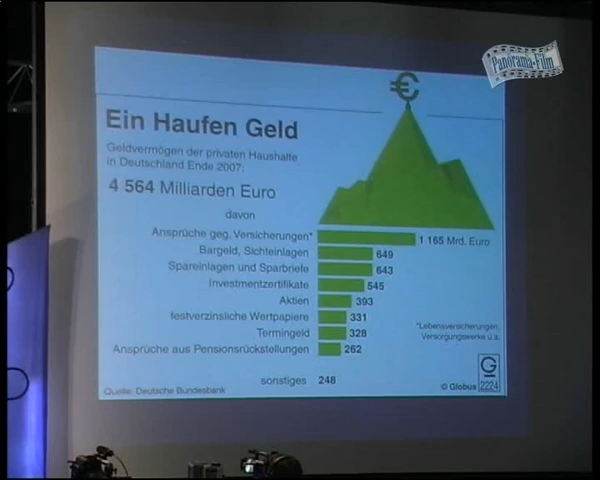 Panorama-Film
€
Ein Haufen Geld
Geldvermögen der privaten Haushalte
in Deutschland Ende 2007:
4 564 Milliarden Euro
davon
Ansprüche geg. Versicherungen* 1 165 Mrd. Euro
Bargeld, Sichteinlagen 649
Spareinlagen und Sparbriefe 643
Investmentzertifikate 545
Aktien 393
festverzinsliche Wertpapiere 331
Termingeld 328
Ansprüche aus Pensionsrückstellungen 262
sonstiges 248
*Lebensversicherungen,
Versorgungswerke u.a.
Quelle: Deutsche Bundesbank
© Globus
G
2224